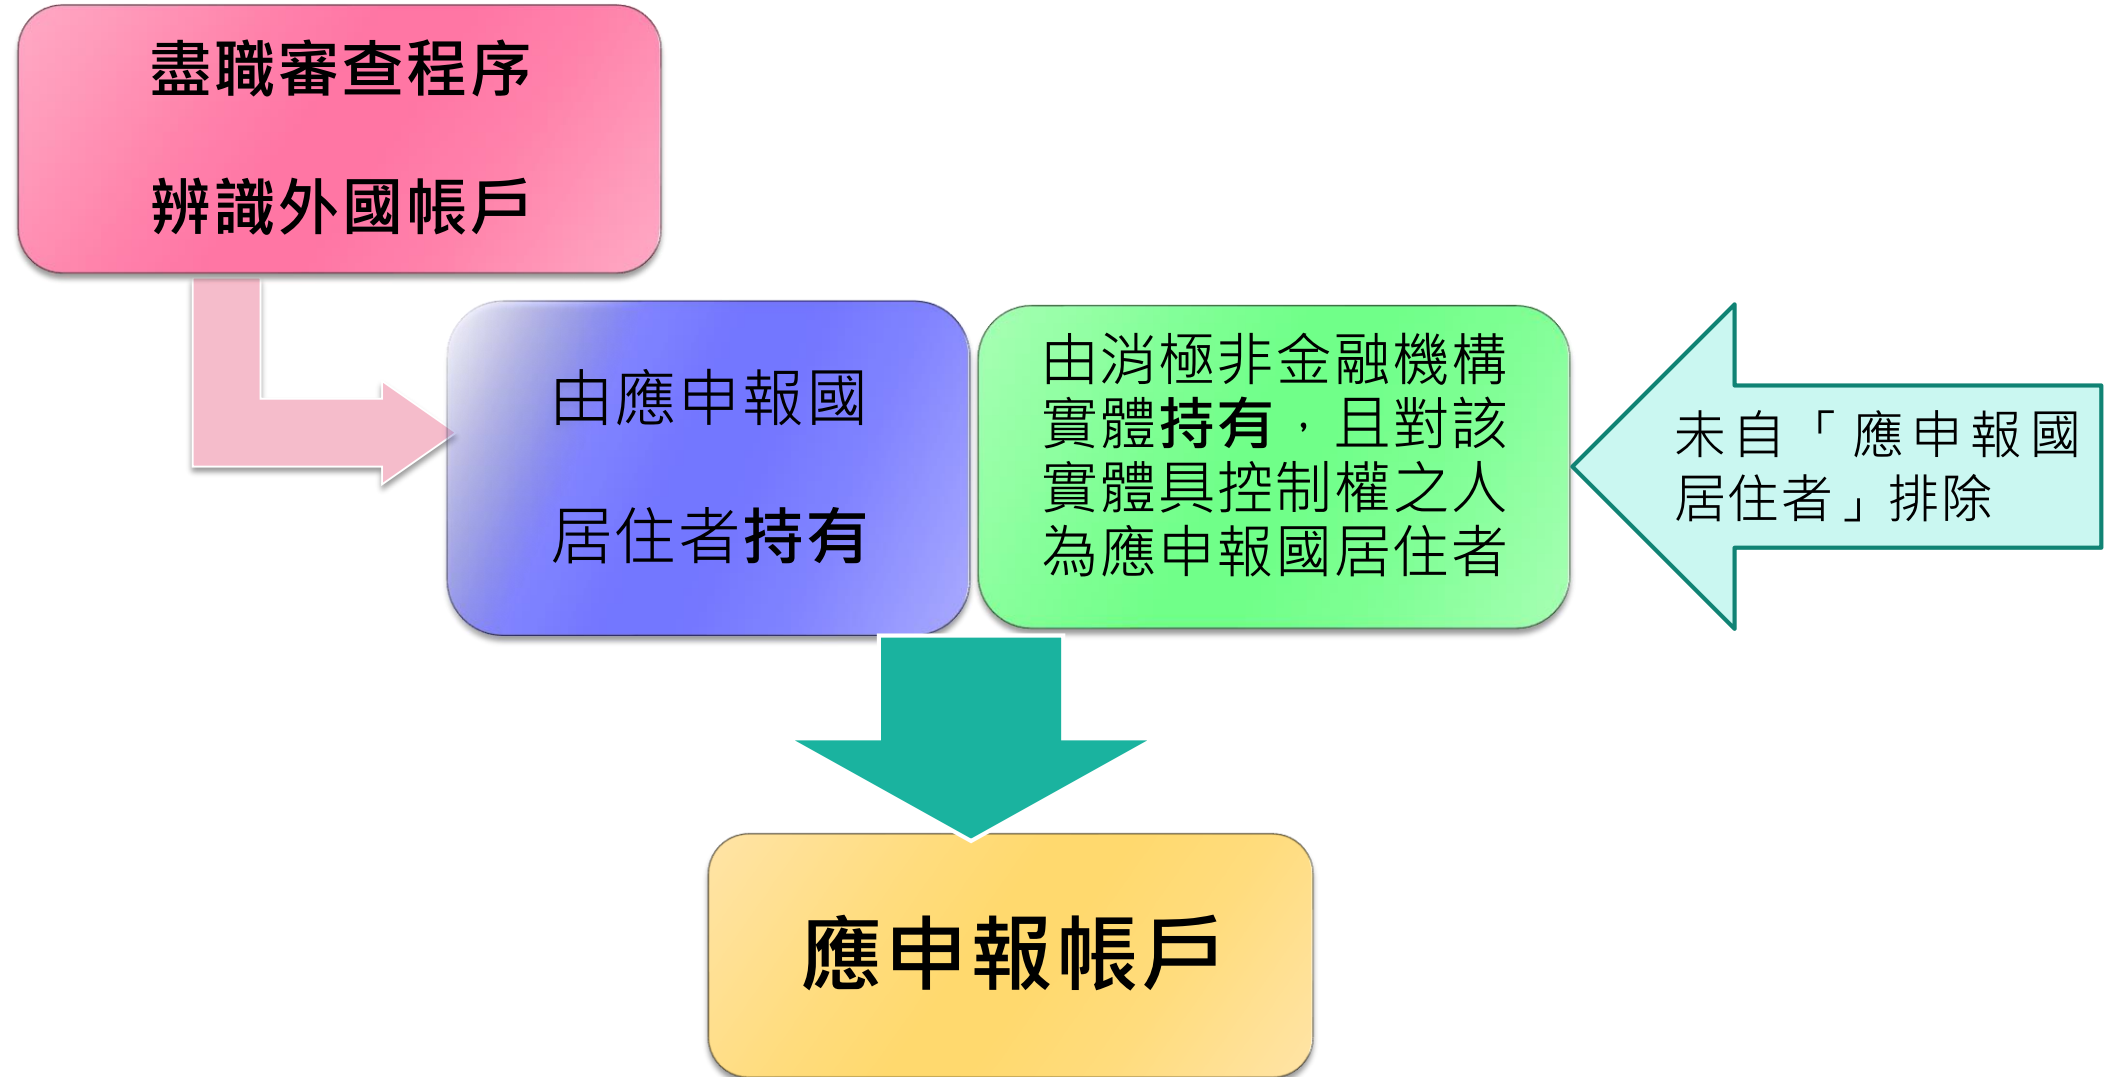 盡職審查程序
辨識外國帳戶
由應申報國
居住者持有
由消極非金融機構
實體持有，且對該
實體具控制權之人
為應申報國居住者
未自「應申報國
居住者」排除
應申報帳戶